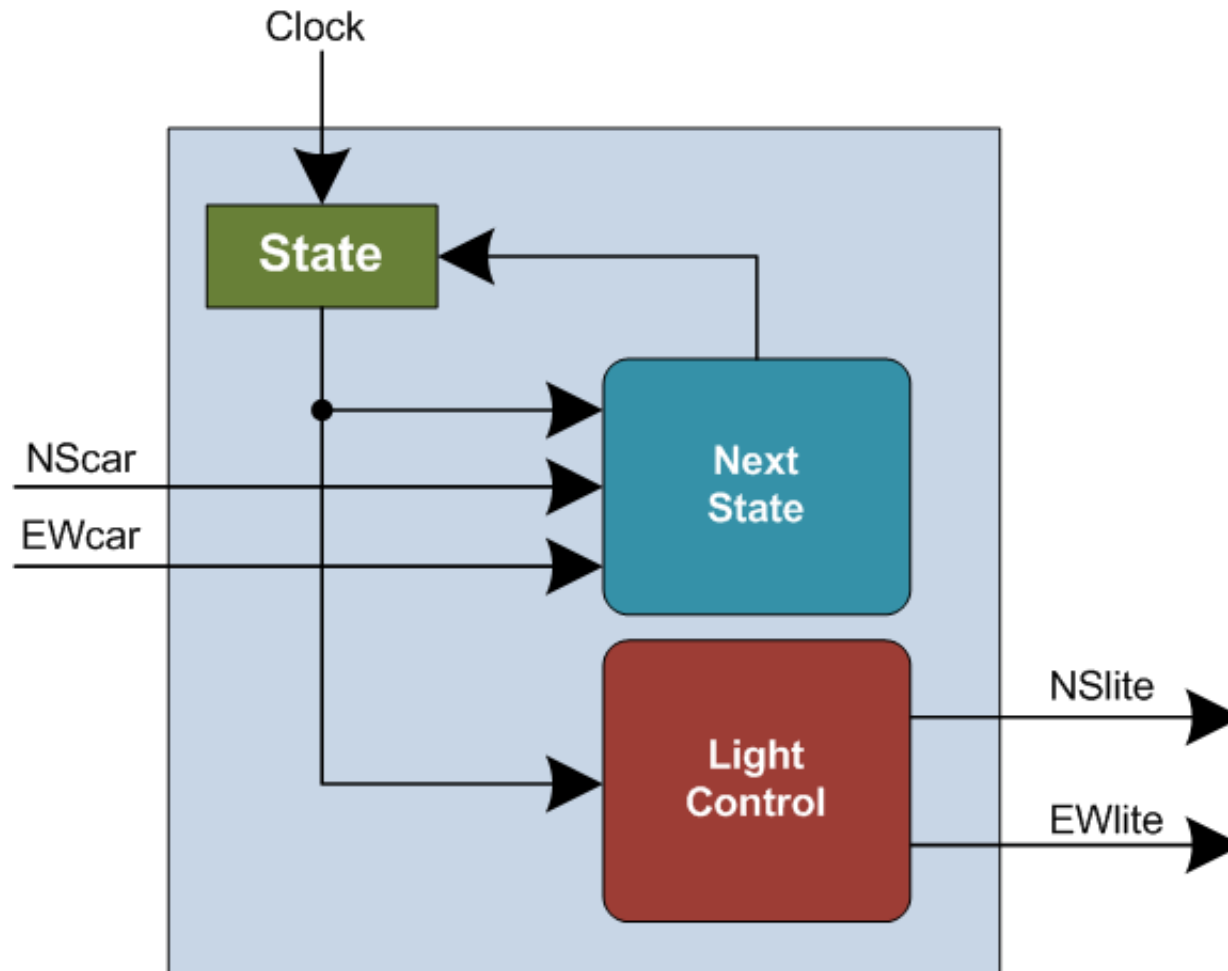 Clock
State
NScar
EWcar
Next
State
NSlite
Light
Control
EWlite